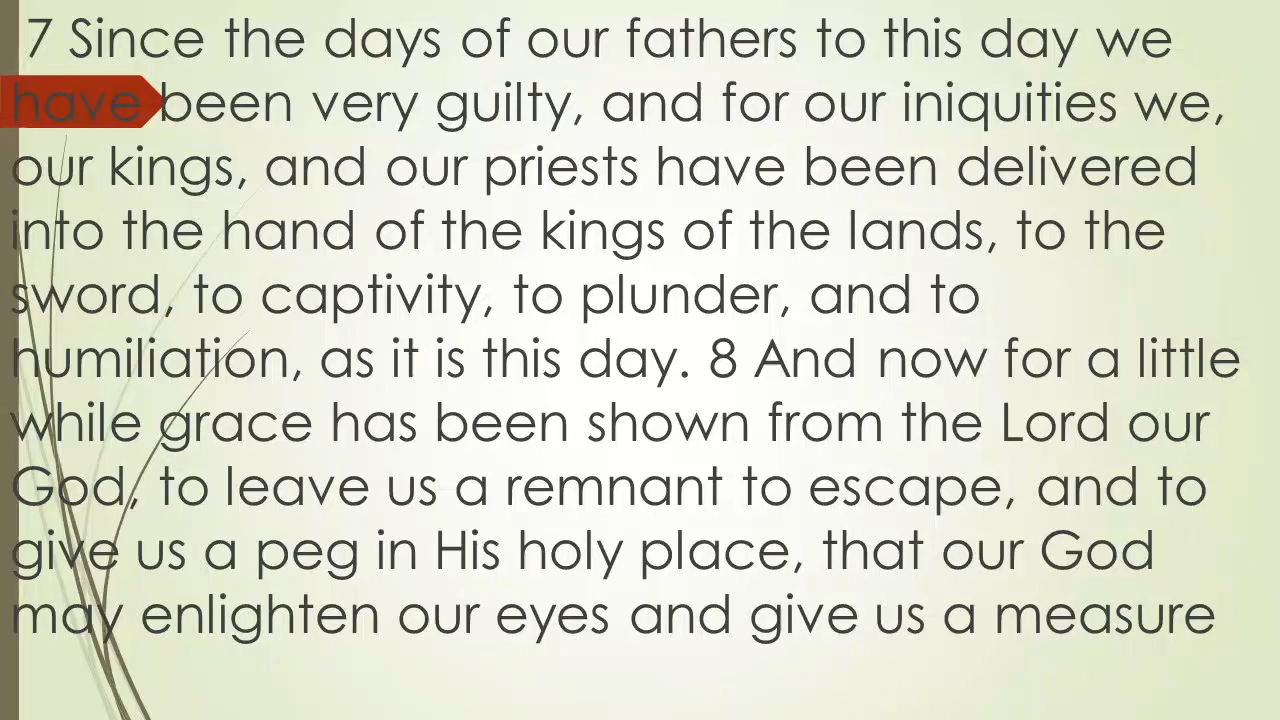 7 Since the days of our fathers to this day we
have been very guilty, and for our iniquities we,
our kings, and our priests have been delivered
into the hand of the kings of the lands, to the
sword, to captivity, to plunder, and to
humiliation, as it is this day. 8 And now for a little
while grace has been shown from the Lord our
God, to leave us a remnant to escape, and to
give us a peg in His holy place, that our God
may enlighten our eyes and give us a measure